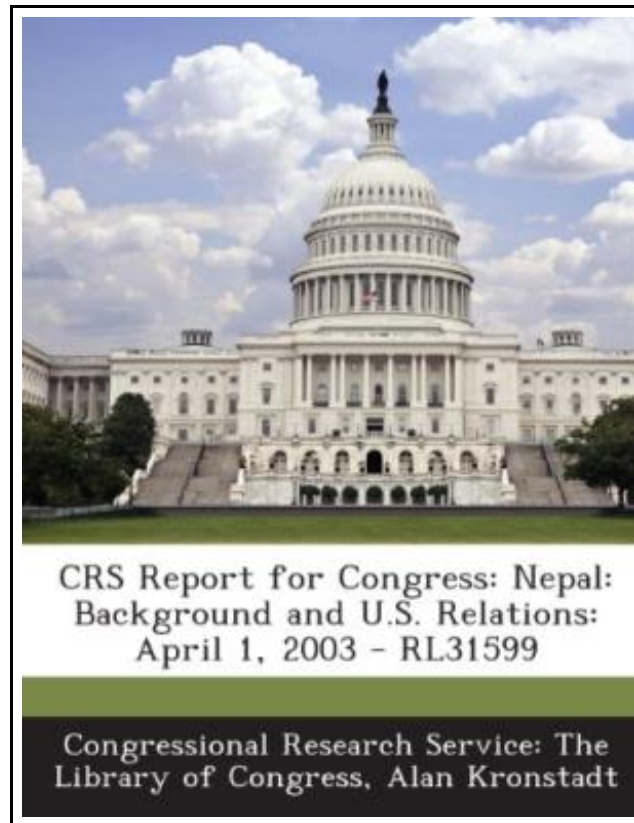 CRS Report for Congress: Nepal:
Background and U.S. Relations:
April 1, 2003 - RL31599
Congressional Research Service: The
Library of Congress, Alan Kronstadt